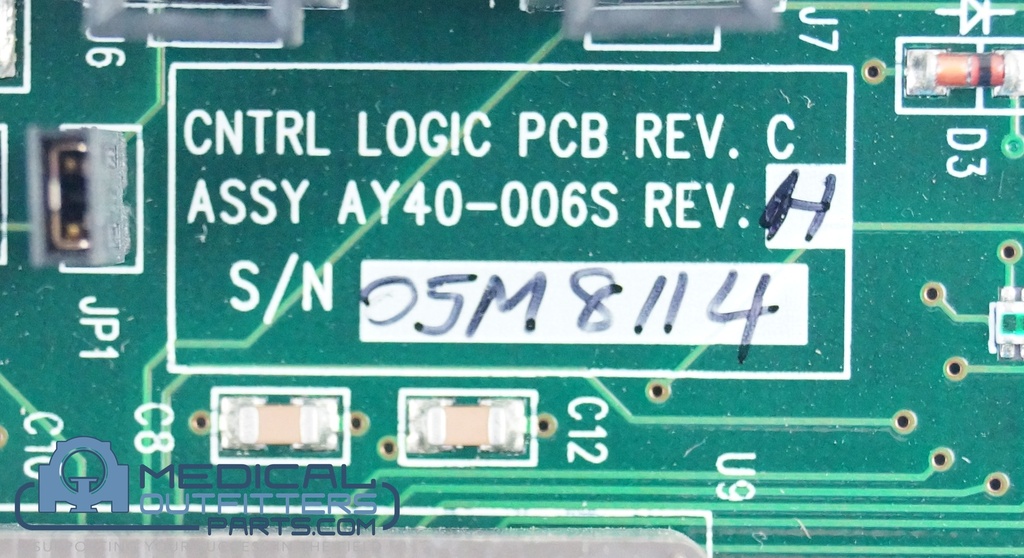 J6
J7
CNTRL LOGIC PCB REV. C
ASSY AY40-006S REV. H
S/N 05M8114
D3
JP1
C10
C8
C12
U9
MEDICAL
OUTFITTERS
PARTS.COM